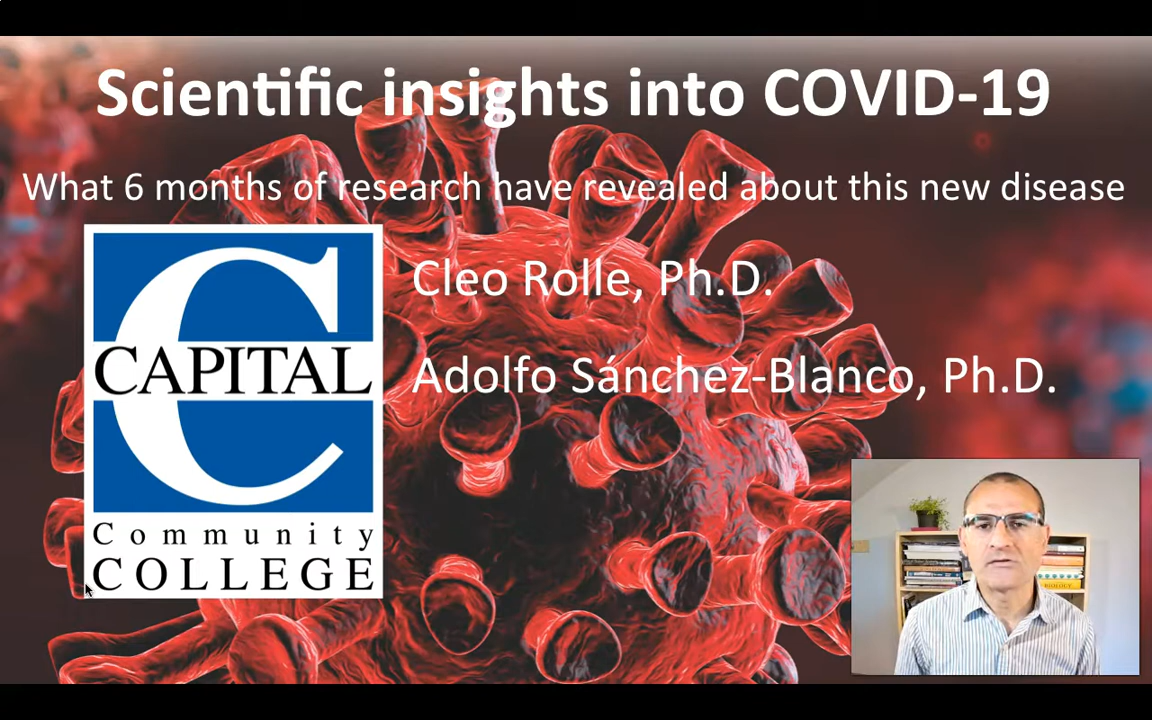 Scientific insights into COVID-19
What 6 months of research have revealed about this new disease
Cleo Rolle, Ph.D.
Adolfo Sánchez-Blanco, Ph.D.
C
CAPITAL
Community
COLLEGE